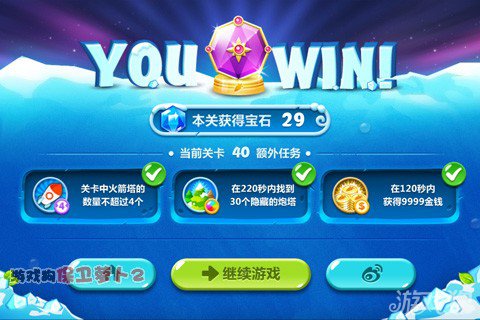 YOU WIN!
本关获得宝石 29
当前关卡 40 额外任务
关卡中火箭塔的
数量不超过4个
4
在220秒内找到
30个隐藏的炮塔
在120秒内
获得9999金钱
游戏狗保卫萝卜2
继续游戏